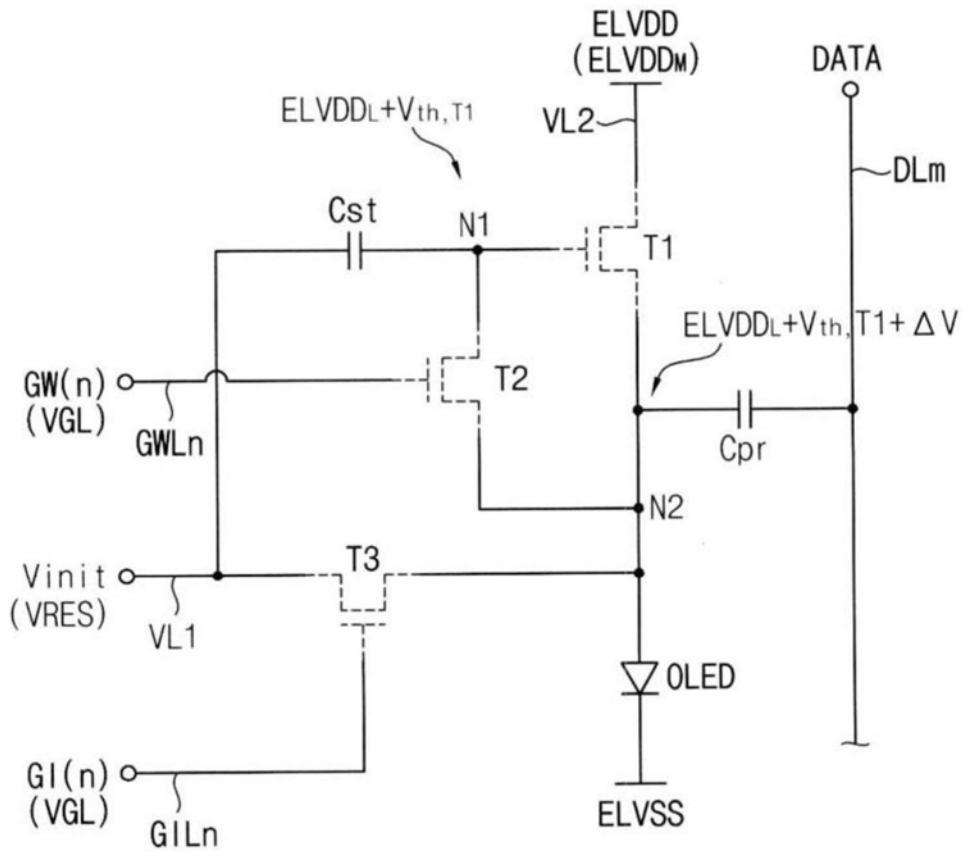 ELVDD
(ELVDDM)
DATA
ELVDDL+Vth,T1
VL2
DLm
Cst
N1
T1
ELVDDL+Vth,T1+ΔV
GW(n)
(VGL)
T2
GWLn
Cpr
N2
T3
Vinit
(VRES)
VL1
OLED
GI(n)
(VGL)
GILn
ELVSS